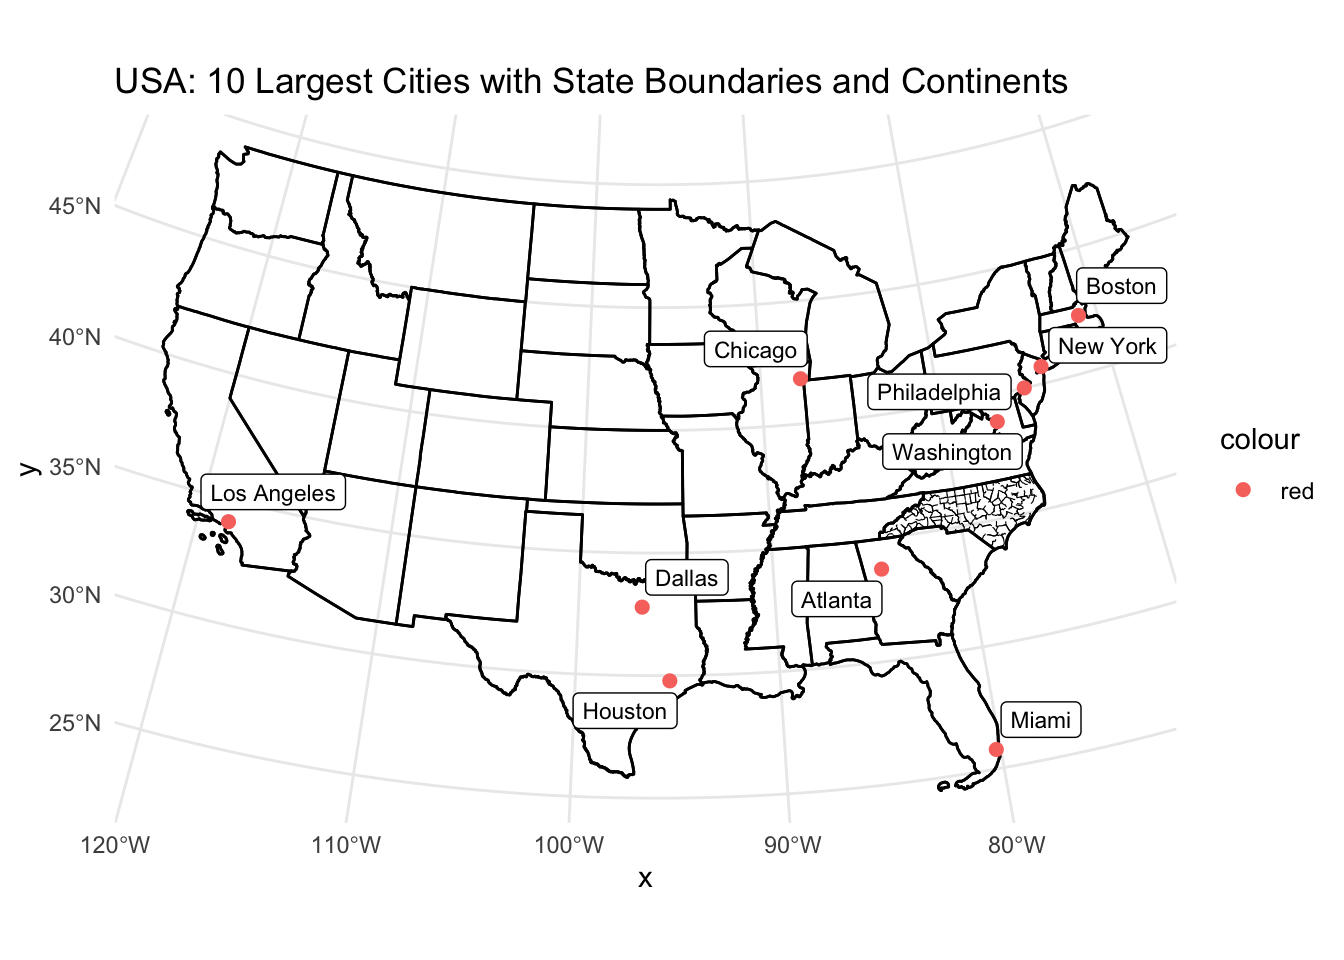 USA: 10 Largest Cities with State Boundaries and Continents
45°N
40°N
35°N
30°N
25°N
y
Boston
New York
Chicago
Philadelphia
Washington
Los Angeles
Dallas
Atlanta
Houston
Miami
120°W
110°W
100°W
90°W
80°W
x
colour
red